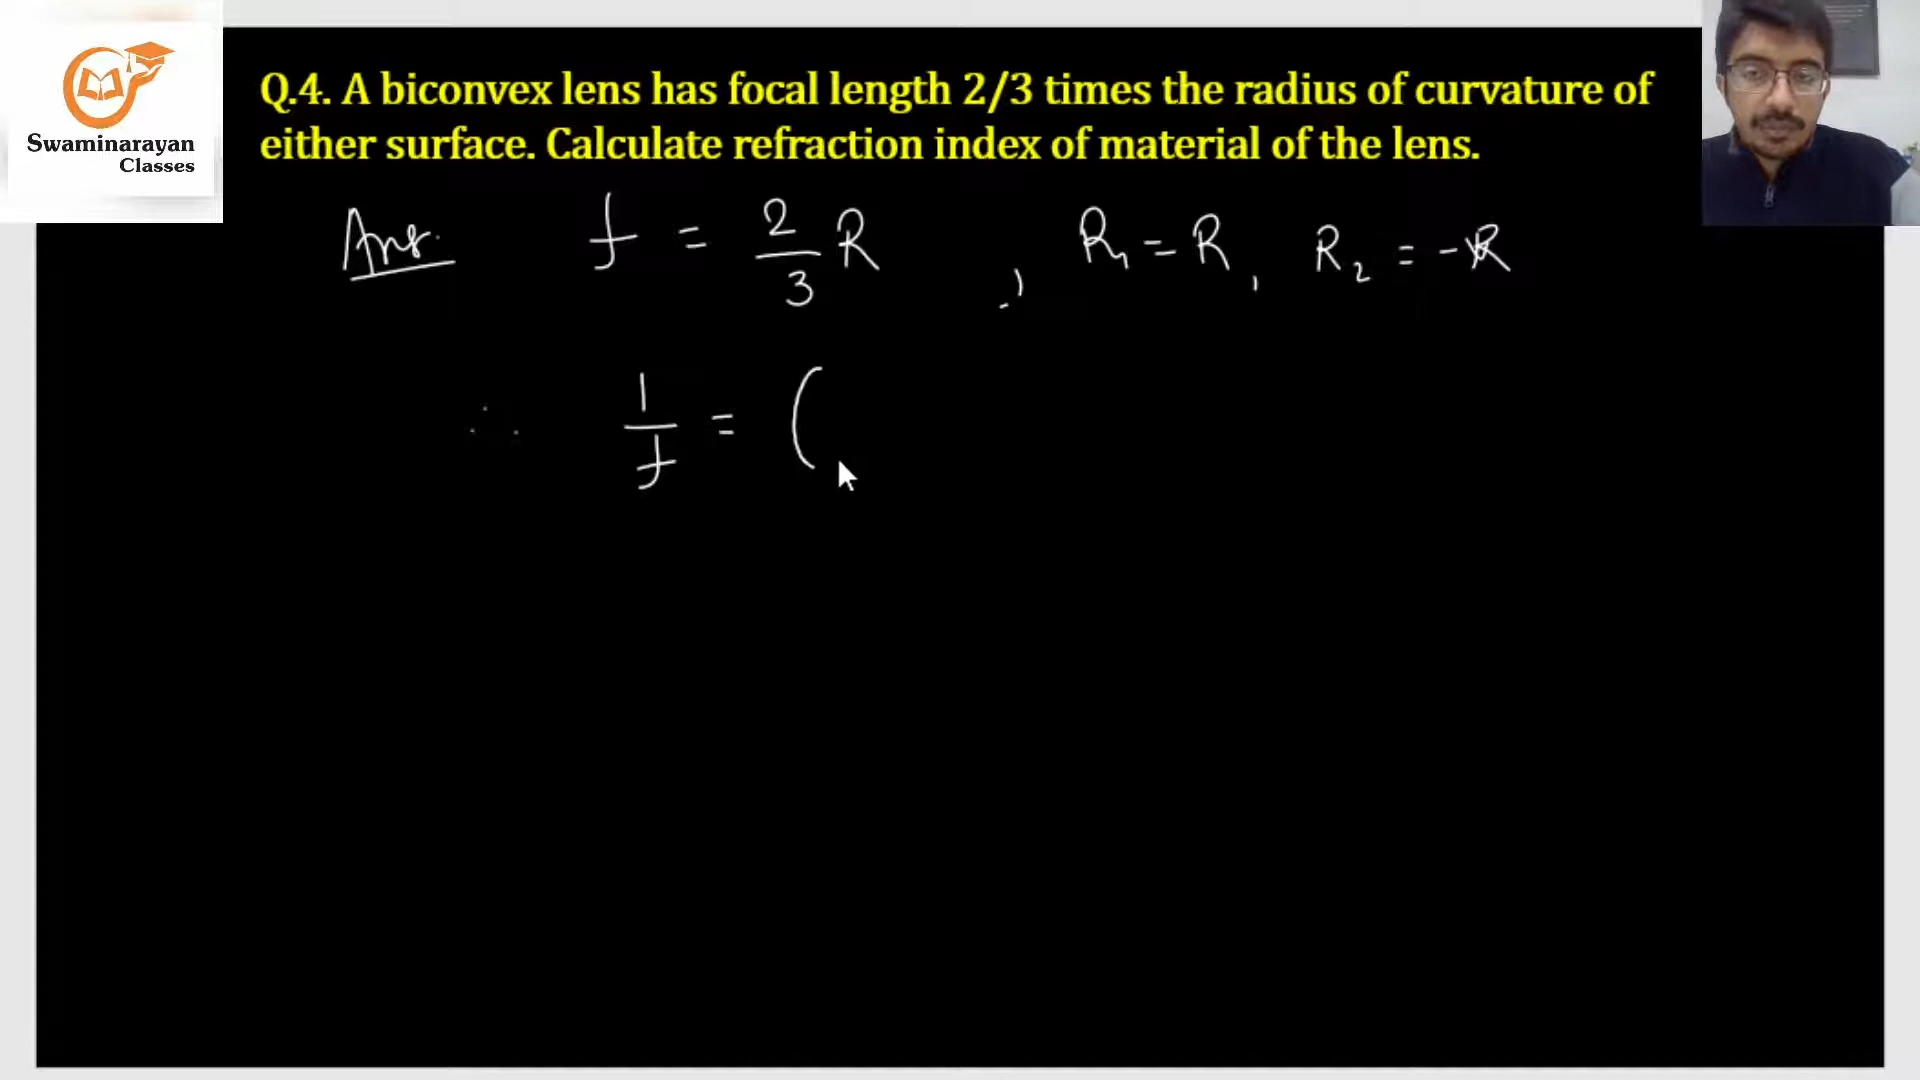 Swaminarayan
Classes
Q.4. A biconvex lens has focal length 2/3 times the radius of curvature of
either surface. Calculate refraction index of material of the lens.
Ans. f = 2/3 R , R₁ = R, R₂ = -R
∴ 1/f = (